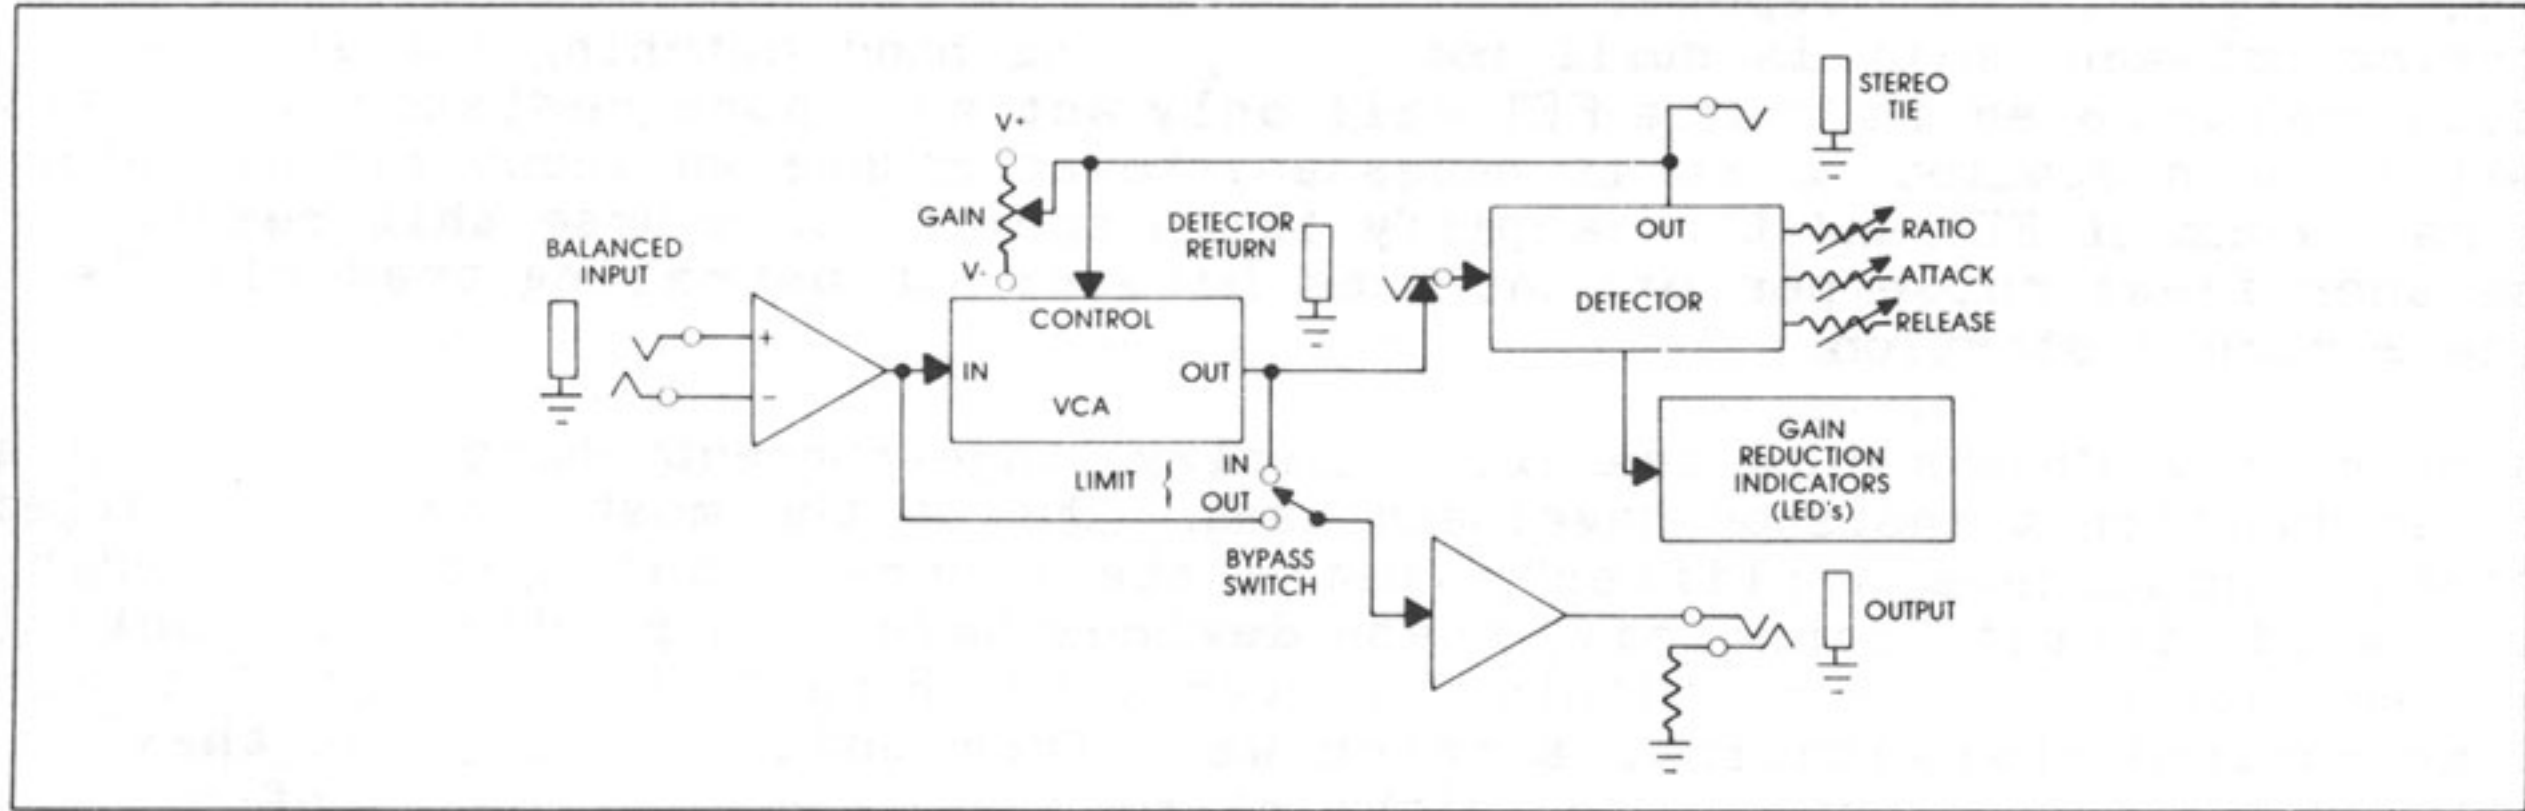 STEREO
TIE
V+
GAIN
V-
DETECTOR
RETURN
BALANCED
INPUT
+
−
CONTROL
IN
OUT
VCA
OUT
DETECTOR
RATIO
ATTACK
RELEASE
LIMIT {
IN
OUT
BYPASS
SWITCH
GAIN
REDUCTION
INDICATORS
(LED's)
OUTPUT